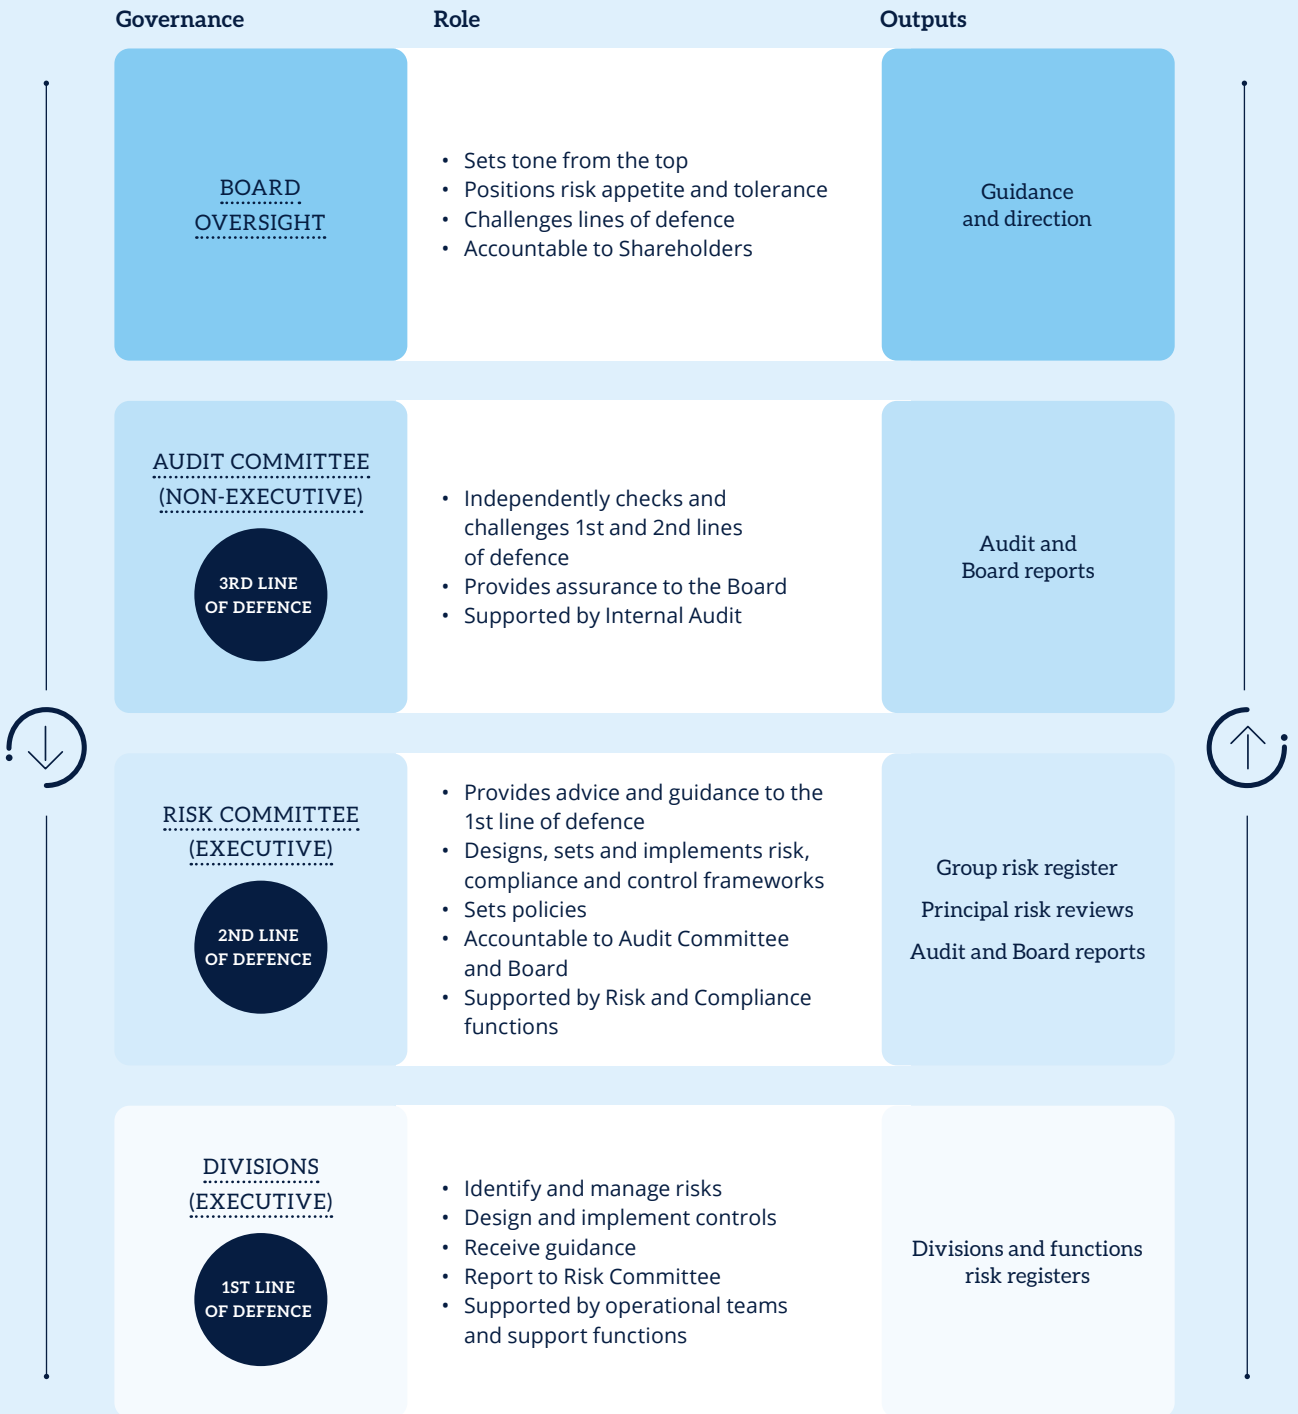 Governance Role Outputs
BOARD
OVERSIGHT
• Sets tone from the top
• Positions risk appetite and tolerance
• Challenges lines of defence
• Accountable to Shareholders
Guidance
and direction
AUDIT COMMITTEE
(NON-EXECUTIVE)
3RD LINE
OF DEFENCE
• Independently checks and
challenges 1st and 2nd lines
of defence
• Provides assurance to the Board
• Supported by Internal Audit
Audit and
Board reports
RISK COMMITTEE
(EXECUTIVE)
2ND LINE
OF DEFENCE
• Provides advice and guidance to the
1st line of defence
• Designs, sets and implements risk,
compliance and control frameworks
• Sets policies
• Accountable to Audit Committee
and Board
• Supported by Risk and Compliance
functions
Group risk register
Principal risk reviews
Audit and Board reports
DIVISIONS
(EXECUTIVE)
1ST LINE
OF DEFENCE
• Identify and manage risks
• Design and implement controls
• Receive guidance
• Report to Risk Committee
• Supported by operational teams
and support functions
Divisions and functions
risk registers